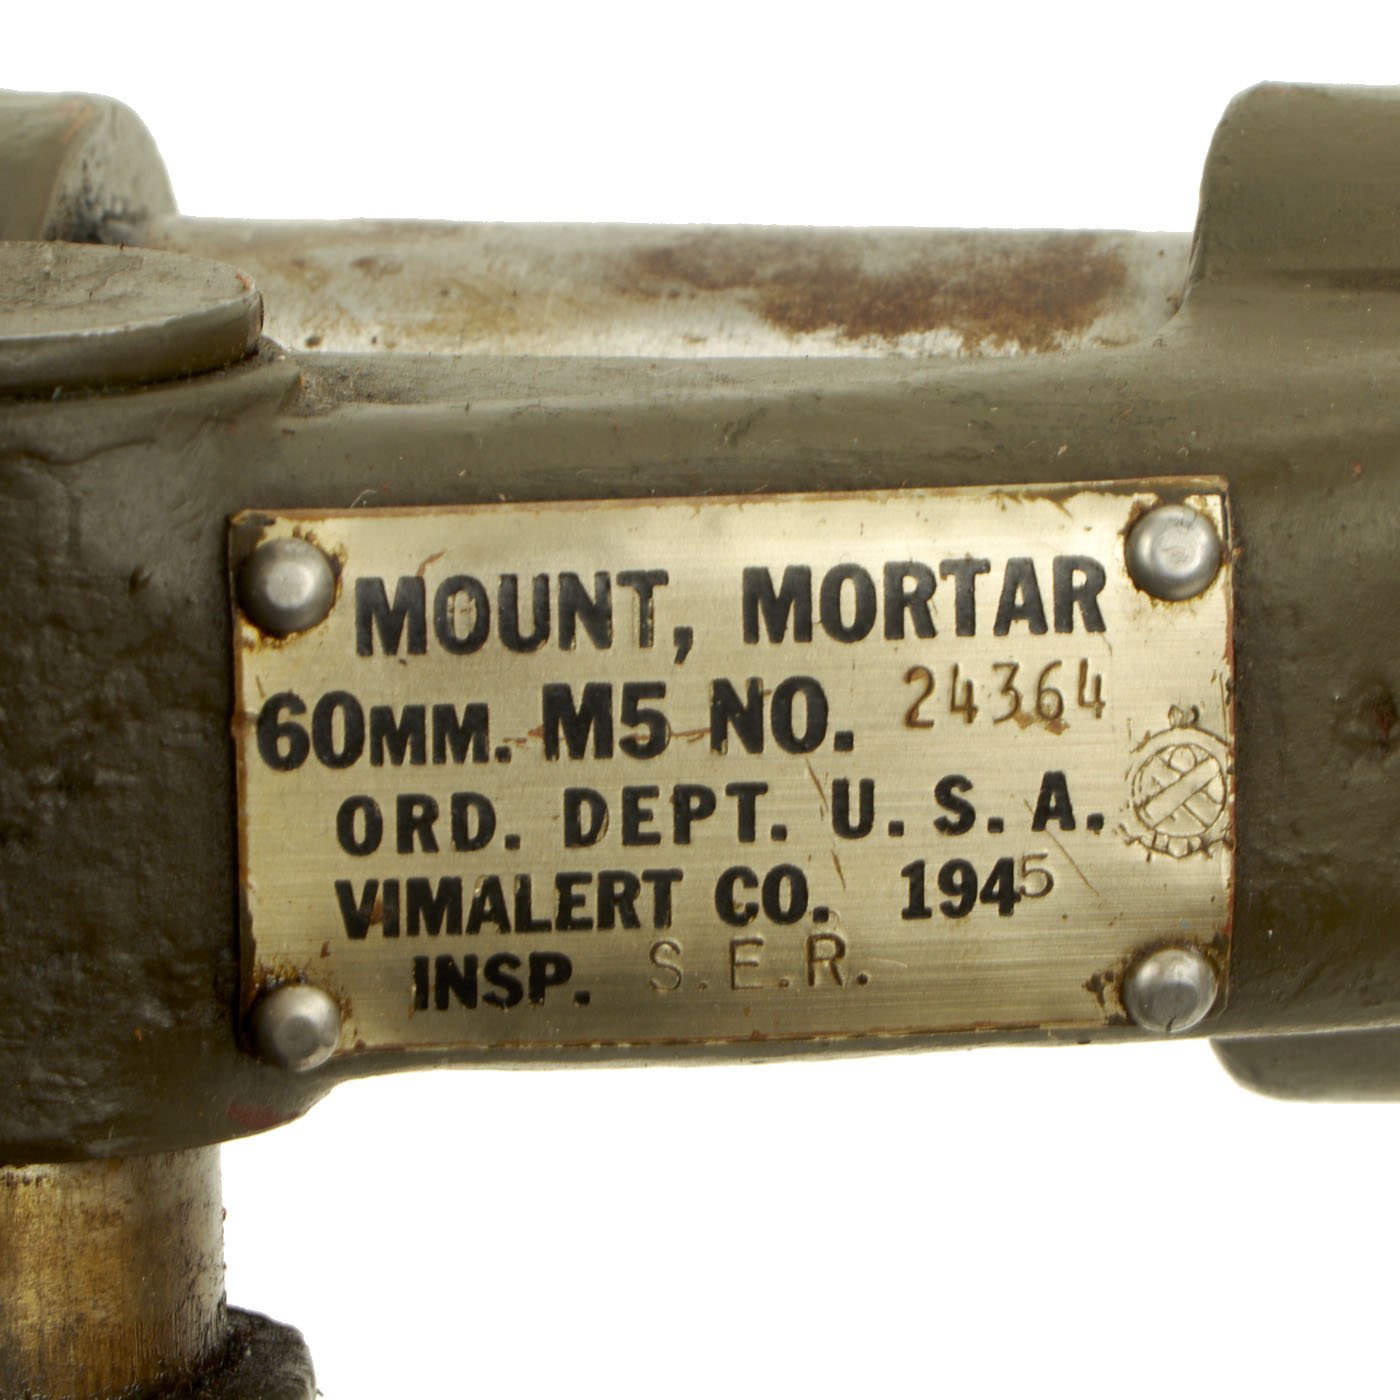 MOUNT, MORTAR
60MM. M5 NO. 24364
ORD. DEPT. U. S. A.
VIMALERT CO. 1945
INSP. S.E.R.